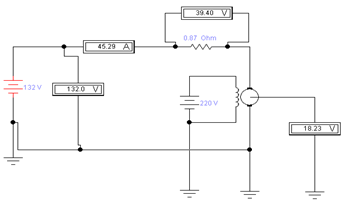 39.40 V
45.29 A
0.87 Ohm
132 V
132.0 V
220 V
18.23 V